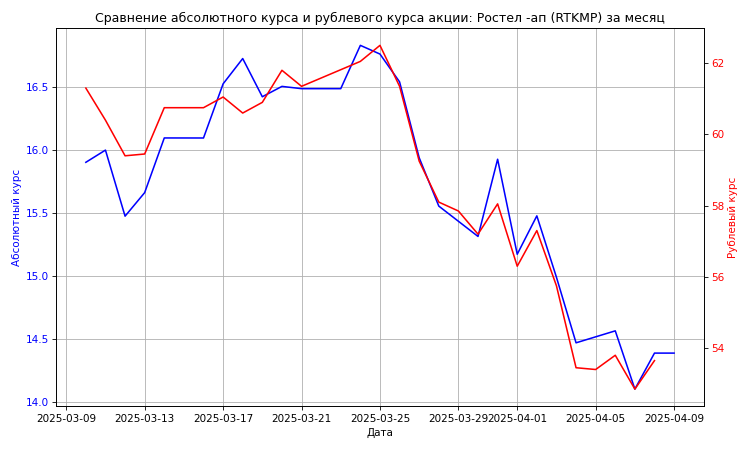 Сравнение абсолютного курса и рублевого курса акции: Ростел -ап (RTKMP) за месяц
Абсолютный курс
16.5
16.0
15.5
15.0
14.5
14.0
62
60
58
56
54
Рублевый курс
2025-03-09 2025-03-13 2025-03-17 2025-03-21 2025-03-25 2025-03-29 2025-04-01 2025-04-05 2025-04-09
Дата